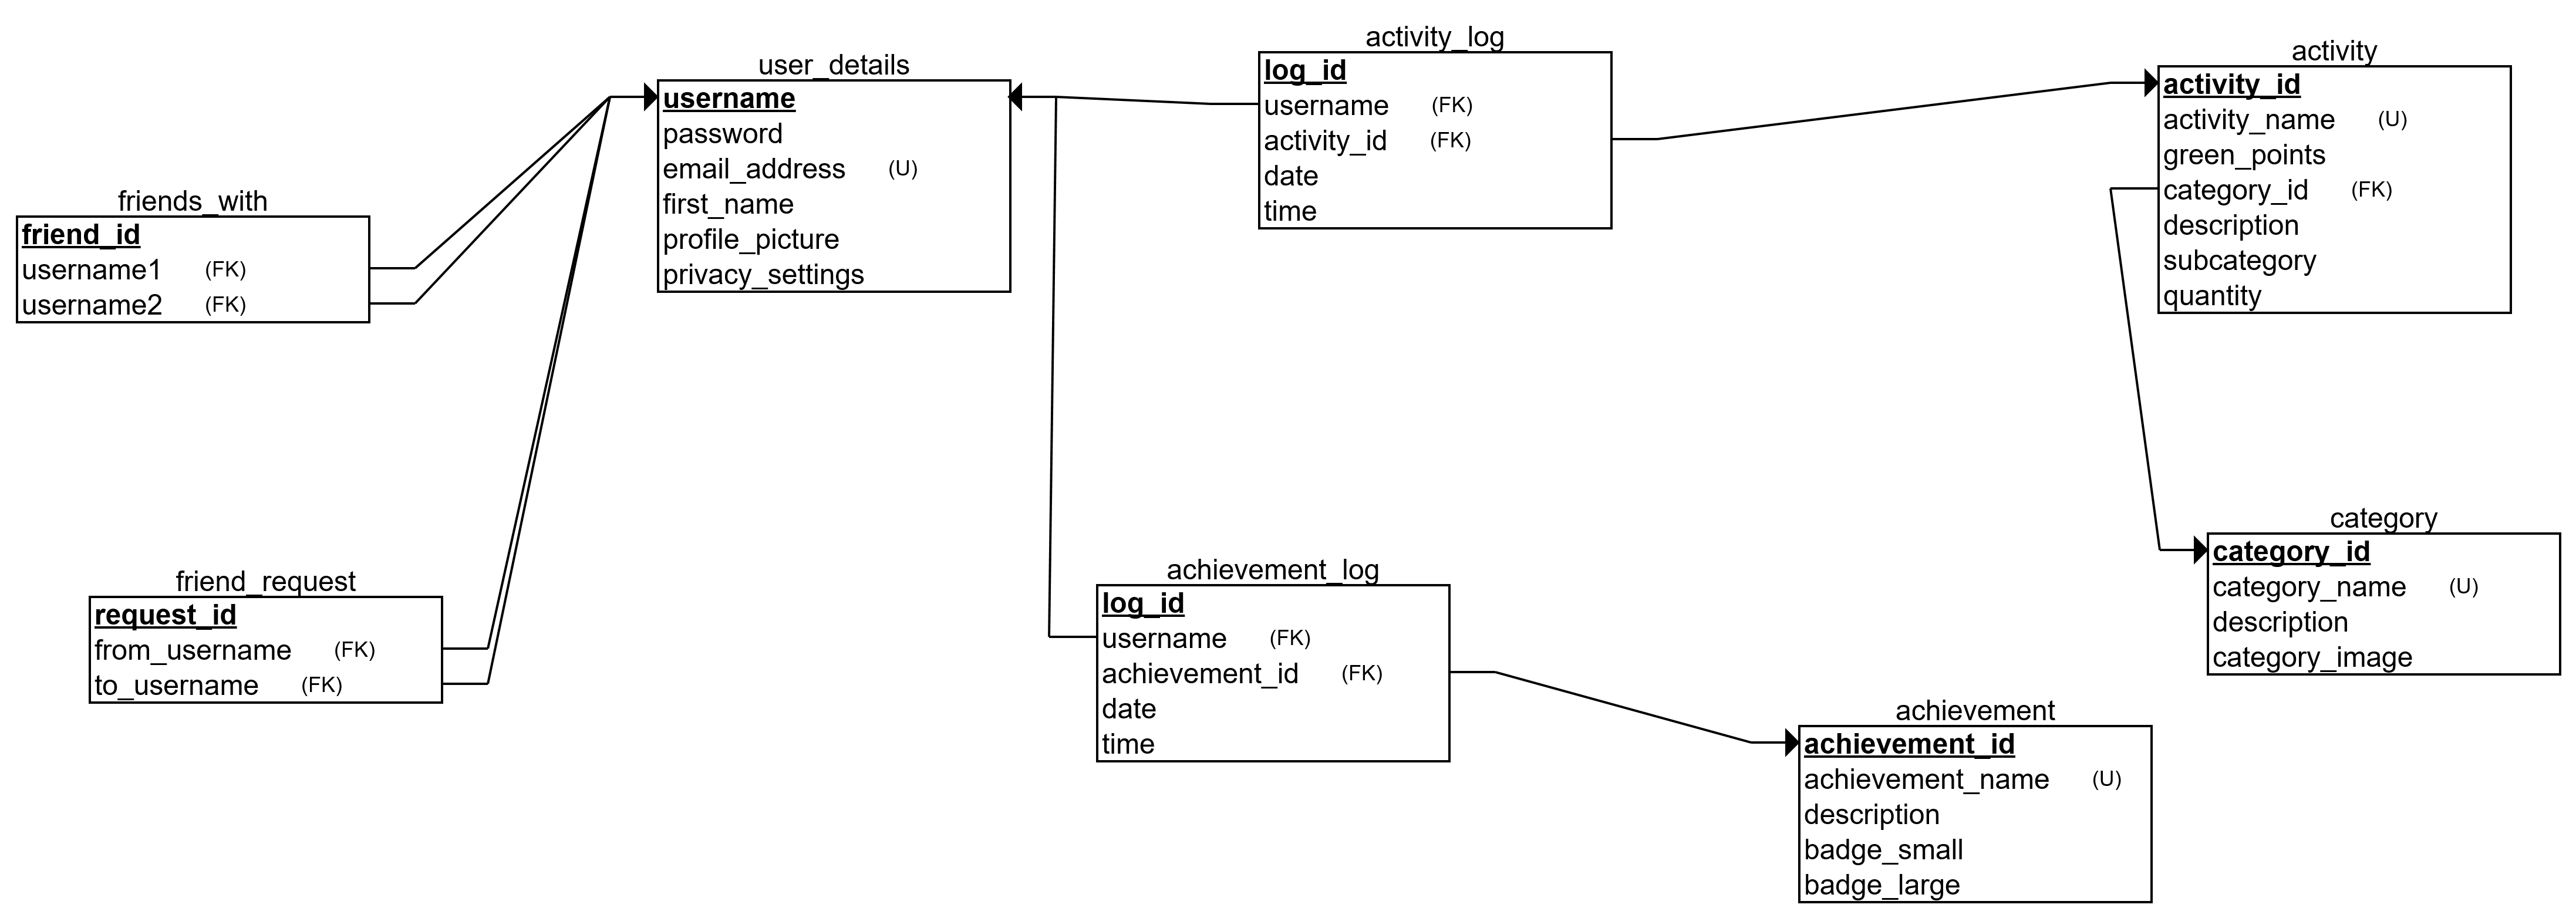 user_details
username
password
email_address (U)
first_name
profile_picture
privacy_settings
friends_with
friend_id
username1 (FK)
username2 (FK)
friend_request
request_id
from_username (FK)
to_username (FK)
activity_log
log_id
username (FK)
activity_id (FK)
date
time
achievement_log
log_id
username (FK)
achievement_id (FK)
date
time
activity
activity_id
activity_name (U)
green_points
category_id (FK)
description
subcategory
quantity
category
category_id
category_name (U)
description
category_image
achievement
achievement_id
achievement_name (U)
description
badge_small
badge_large